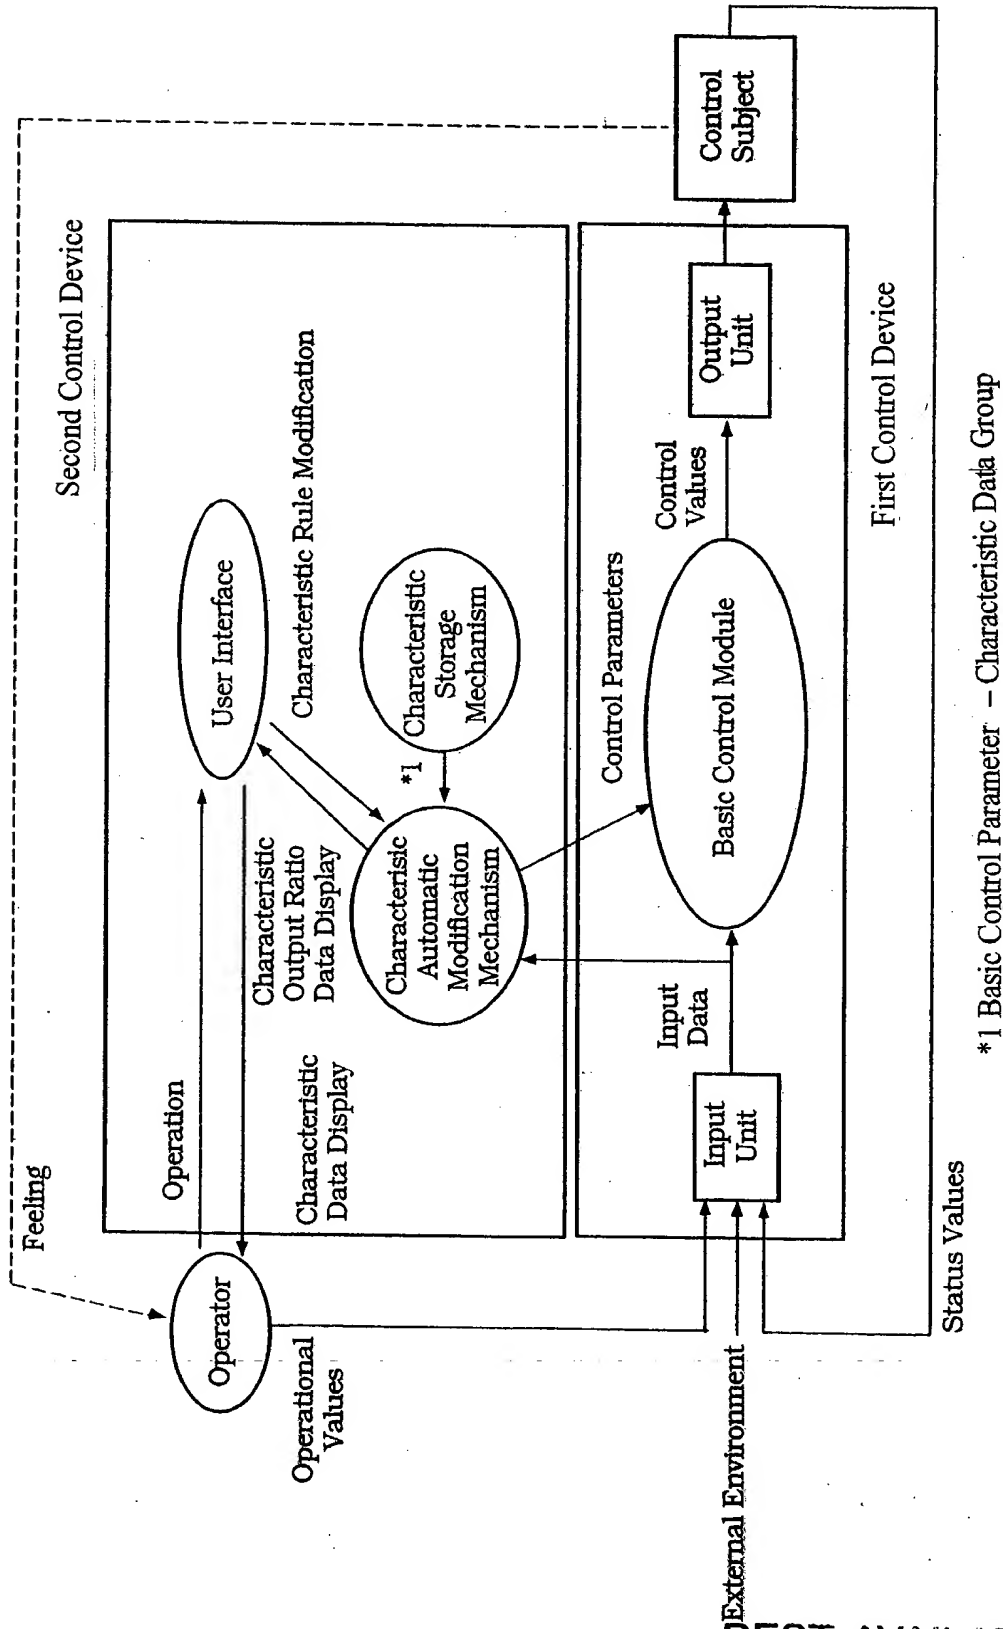 Second Control Device
Feeling
Operation
User Interface
Operator
Characteristic Rule Modification
Characteristic
Output Ratio
Data Display
Characteristic
Data Display
Operational
Values
Characterisic
Automatic
Modification
Mechanism
*1
Characteristic
Storage
Mechanism
Control Parameters
Input
Data
Control
Values
Input
Unit
Basic Control Module
Output
Unit
Control
Subject
External Environment
First Control Device
Status Values
*1 Basic Control Parameter – Characteristic Data Group